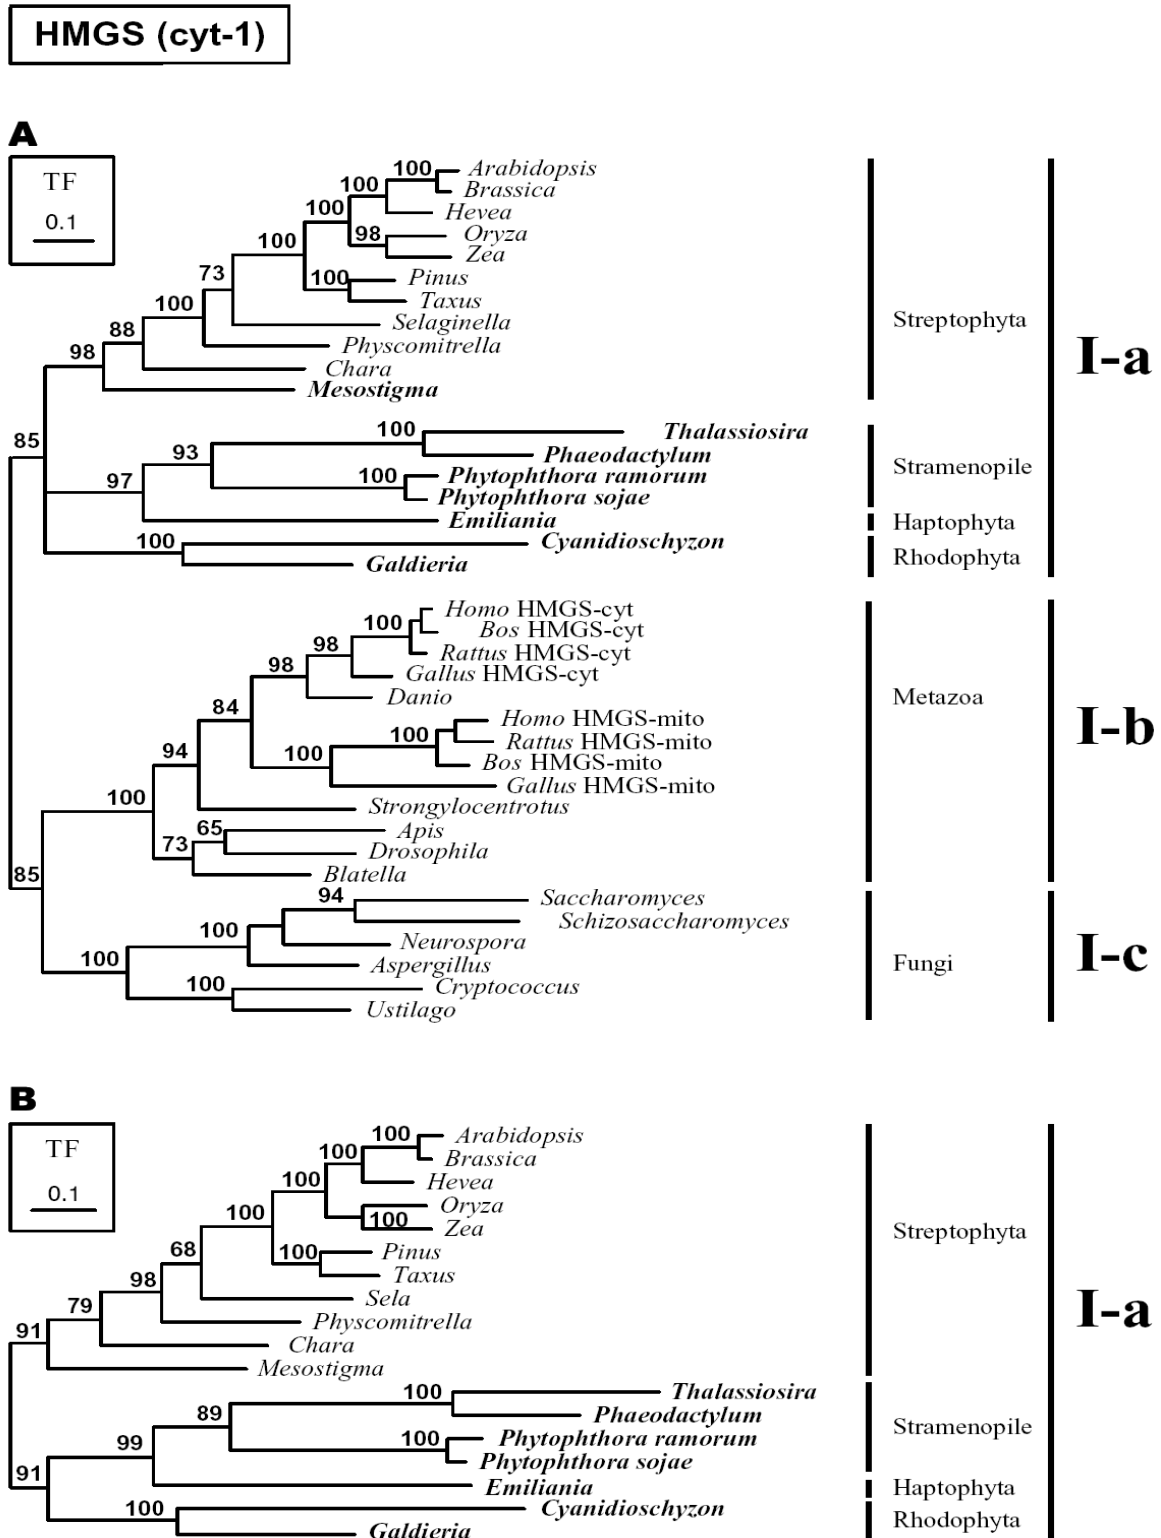 HMGS (cyt-1)
A
TF
0.1
100 Arabidopsis
100 Brassica
100 Hevea
98 Oryza
100 Zea
73 100 Pinus
Taxus
100 Selaginella Streptophyta
88 Physcomitrella I-a
98 Chara
Mesostigma
85 100 Thalassiosira
93 Phaeodactylum
97 100 Phytophthora ramorum Stramenopile
Phytophthora sojae
Emiliania Haptophyta
100 Cyanidioschyzon Rhodophyta
Galdieria
Homo HMGS-cyt
100 Bos HMGS-cyt
98 Rattus HMGS-cyt
98 Gallus HMGS-cyt
Danio Metazoa
84 Homo HMGS-mito I-b
100 Rattus HMGS-mito
94 100 Bos HMGS-mito
Gallus HMGS-mito
100 Strongylocentrotus
65 Apis
73 Drosophila
85 Blatella
94 Saccharomyces
Schizosaccharomyces
100 Neurospora
100 Aspergillus Fungi I-c
100 Cryptococcus
Ustilago
B
TF
0.1
100 Arabidopsis
100 Brassica
100 Hevea
Oryza
100 100 Zea Streptophyta
68 100 Pinus
Taxus
98 Sela I-a
79 Physcomitrella
91 Chara
Mesostigma
100 Thalassiosira
89 Phaeodactylum
99 100 Phytophthora ramorum Stramenopile
91 Phytophthora sojae
Emiliania Haptophyta
100 Cyanidioschyzon Rhodophyta
Galdieria